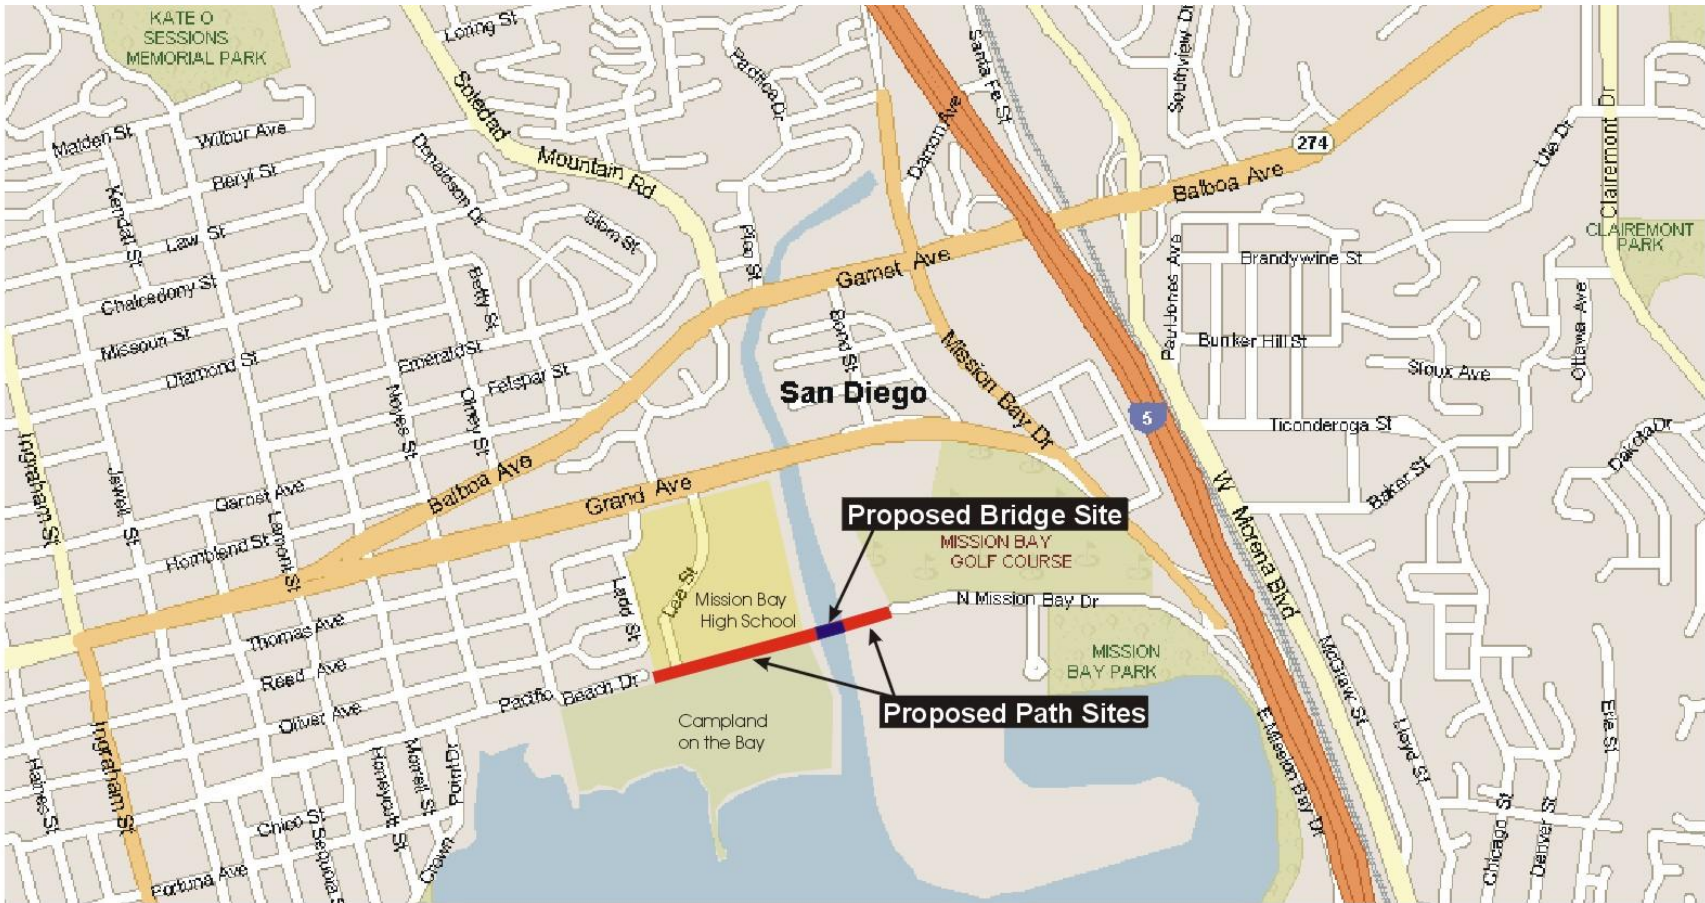 KATE O
SESSIONS
MEMORIAL PARK
Loring St
Soledad
Mountain Rd
Pacifica Dr
Santa Fe St
Damon Ave
Southview Dr
274
Balboa Ave
Ute Dr
Clairemont Dr
CLAIREMONT
PARK
Malden St
Wilbur Ave
Beryl St
Kendall St
Law St
Donaldson Dr
Blom St
Pico St
Garnet Ave
Paul Jones Ave
Brandywine St
Chalcedony St
Betty St
Missouri St
Diamond St
Emerald St
Felspar St
Bond St
Mission Bay Dr
Bunker Hill St
Sioux Ave
Ottawa Ave
San Diego
Noyes St
Olney St
5
Ticonderoga St
Dakota Dr
Ingraham St
Jewell St
Garnet Ave
Balboa Ave
Grand Ave
Baker St
W Morena Blvd
Proposed Bridge Site
MISSION BAY
GOLF COURSE
Hornblend St
Lamont St
Ladd St
Lee St
Mission Bay
High School
N Mission Bay Dr
Thomas Ave
Reed Ave
Oliver Ave
Pacific Beach Dr
MISSION
BAY PARK
McGraw St
Proposed Path Sites
Campland
on the Bay
Ingraham St
Haines St
Honeycutt St
Morrell St
Point Dr
Crown
Chico St
Sequoia St
Fortuna Ave
E Mission Bay Dr
Lloyd St
Erie St
Chicago St
Denver St